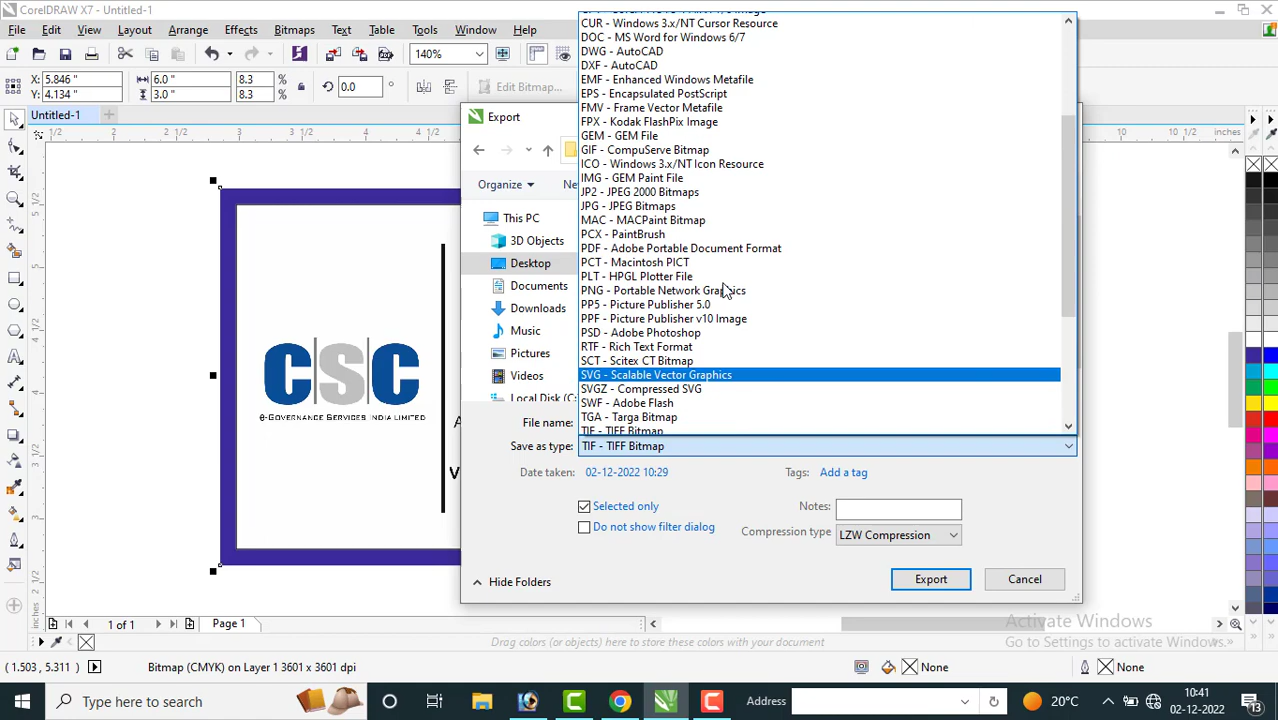 CorelDRAW X7 - Untitled-1
CUR - Windows 3.x/NT Cursor Resource
File Edit View Layout Arrange Effects Bitmaps Text Table Tools Window Help
DOC - MS Word for Windows 6/7
DWG - AutoCAD
140%
DXF - AutoCAD
EMF - Enhanced Windows Metafile
X: 5.846 " 6.0 " 8.3 %
Y: 4.134 " 3.0 " 8.3 %
0.0 °
Edit Bitmap...
EPS - Encapsulated PostScript
FMV - Frame Vector Metafile
Untitled-1
Export
FPX - Kodak FlashPix Image
GEM - GEM File
GIF - CompuServe Bitmap
ICO - Windows 3.x/NT Icon Resource
IMG - GEM Paint File
Organize
JP2 - JPEG 2000 Bitmaps
JPG - JPEG Bitmaps
This PC
MAC - MACPaint Bitmap
PCX - PaintBrush
3D Objects
PDF - Adobe Portable Document Format
Desktop
PCT - Macintosh PICT
PLT - HPGL Plotter File
Documents
PNG - Portable Network Graphics
Downloads
PP5 - Picture Publisher 5.0
PPF - Picture Publisher v10 Image
Music
PSD - Adobe Photoshop
RTF - Rich Text Format
Pictures
SCT - Scitex CT Bitmap
Videos
SVG - Scalable Vector Graphics
SVGZ - Compressed SVG
Local Disk (C:
SWF - Adobe Flash
TGA - Targa Bitmap
TIF - TIFF Bitmap
CSC
e-GOVERNANCE SERVICES INDIA LIMITED
A
V
File name:
Save as type: TIF - TIFF Bitmap
Date taken: 02-12-2022 10:29
Tags: Add a tag
Selected only
Notes:
Do not show filter dialog
Compression type LZW Compression
Hide Folders
Export
Cancel
inches
Activate Windows
Go to Settings to activate Windows.
1 of 1
Page 1
Drag colors (or objects) here to store these colors with your document
( 1.503, 5.311 )
Bitmap (CMYK) on Layer 1 3601 x 3601 dpi
None
None
Type here to search
Address
20°C
10:41
02-12-2022
13